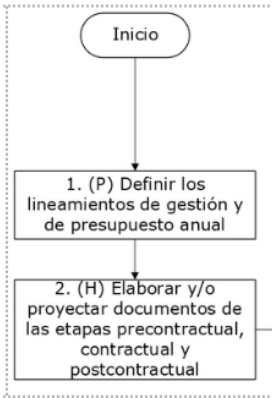 Inicio
1. (P) Definir los
lineamientos de gestión y
de presupuesto anual
2. (H) Elaborar y/o
proyectar documentos de
las etapas precontractual,
contractual y
postcontractual